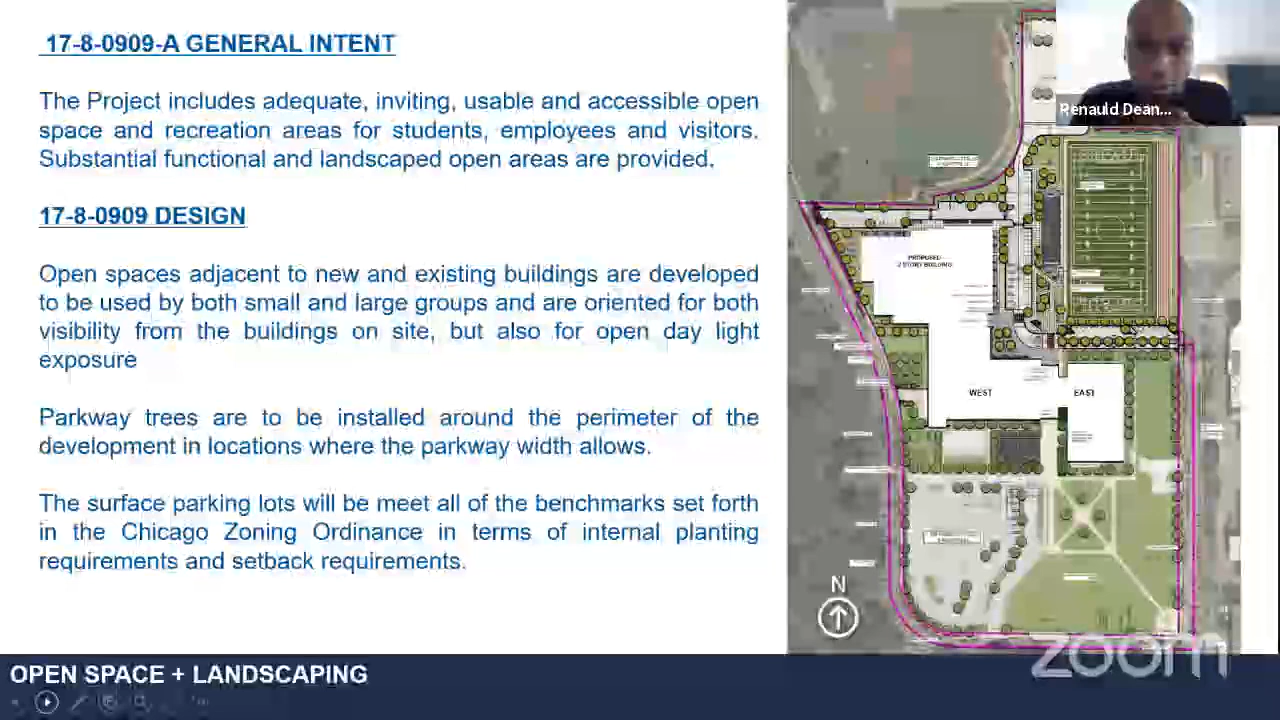 17-8-0909-A GENERAL INTENT
The Project includes adequate, inviting, usable and accessible open
space and recreation areas for students, employees and visitors.
Substantial functional and landscaped open areas are provided.
17-8-0909 DESIGN
Open spaces adjacent to new and existing buildings are developed
to be used by both small and large groups and are oriented for both
visibility from the buildings on site, but also for open day light
exposure
Parkway trees are to be installed around the perimeter of the
development in locations where the parkway width allows.
The surface parking lots will be meet all of the benchmarks set forth
in the Chicago Zoning Ordinance in terms of internal planting
requirements and setback requirements.
Renauld Dean...
PROPOSED
2 STORY BUILDING
WEST
EAST
N
zoom
OPEN SPACE + LANDSCAPING